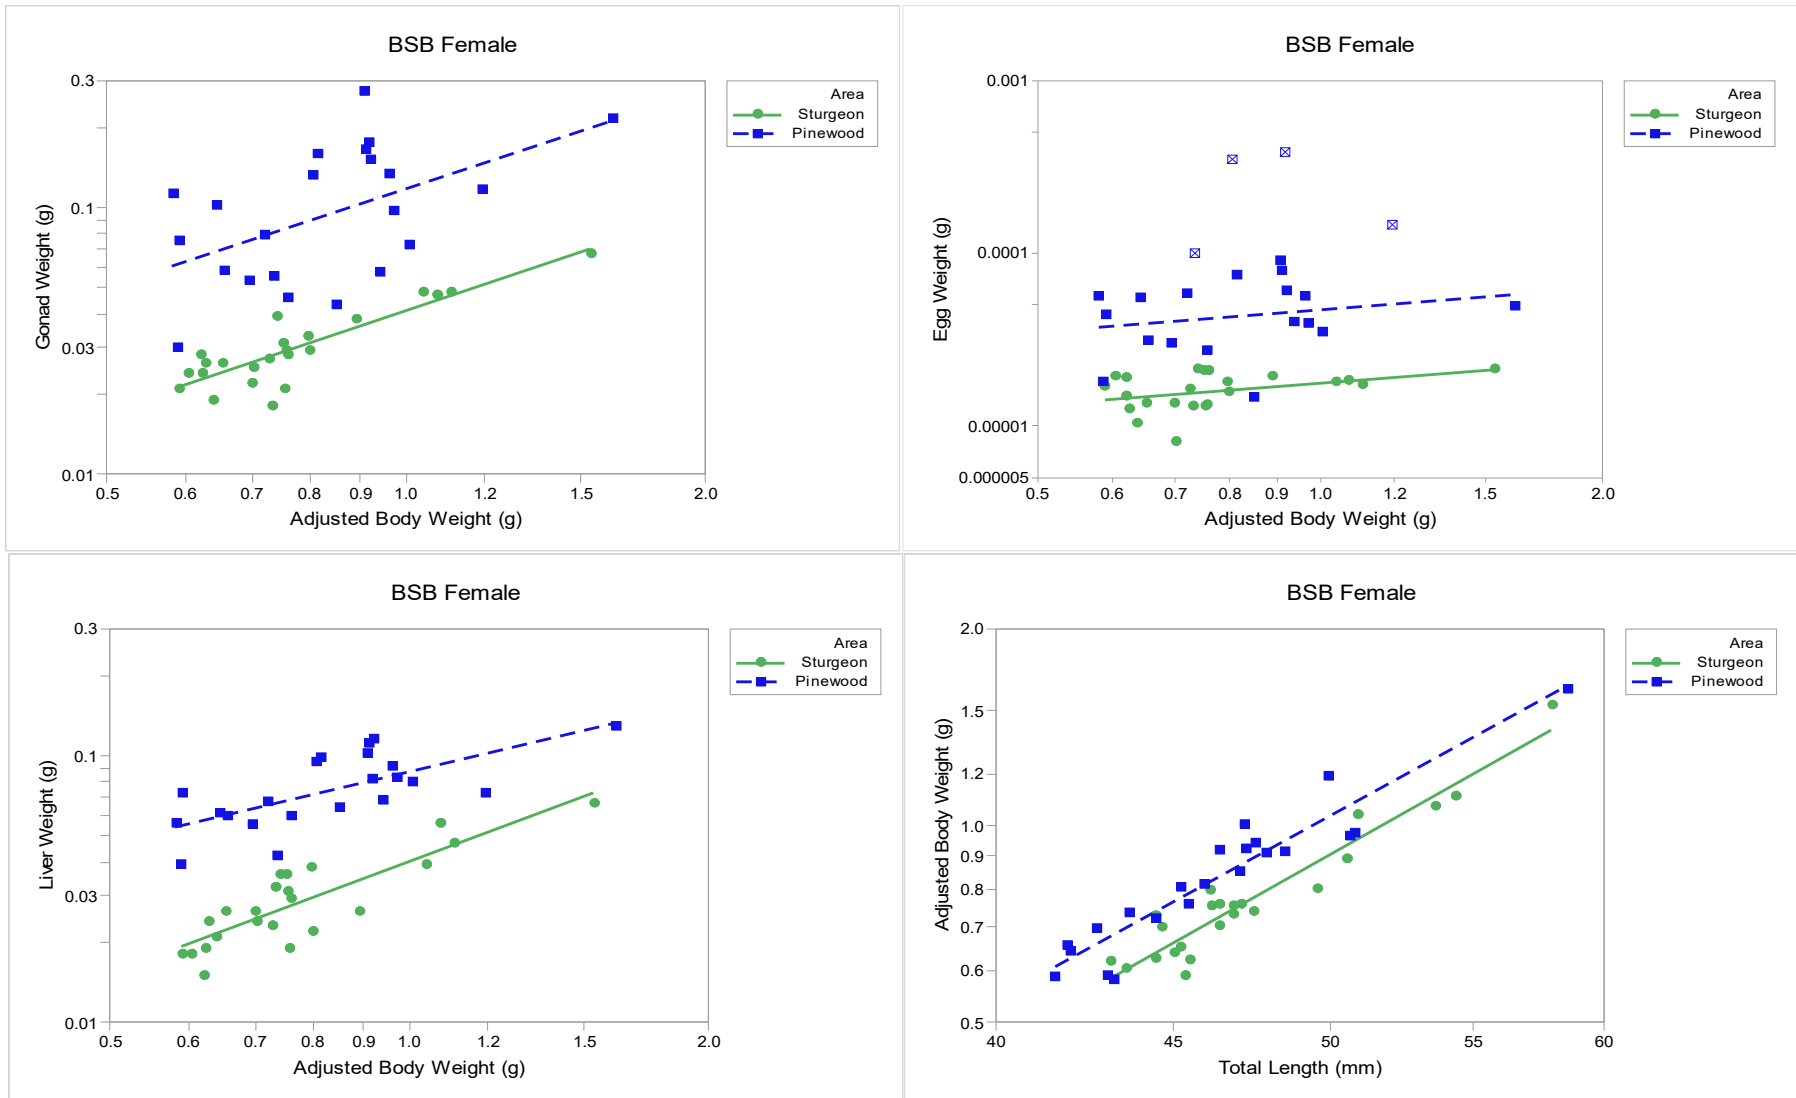 BSB Female
0.3
0.1
0.03
0.01
Gonad Weight (g)
0.5 0.6 0.7 0.8 0.9 1.0 1.2 1.5 2.0
Adjusted Body Weight (g)
Area
Sturgeon
Pinewood
BSB Female
0.001
0.0001
0.00001
0.000005
Egg Weight (g)
0.5 0.6 0.7 0.8 0.9 1.0 1.2 1.5 2.0
Adjusted Body Weight (g)
Area
Sturgeon
Pinewood
BSB Female
0.3
0.1
0.03
0.01
Liver Weight (g)
0.5 0.6 0.7 0.8 0.9 1.0 1.2 1.5 2.0
Adjusted Body Weight (g)
Area
Sturgeon
Pinewood
BSB Female
2.0
1.5
1.2
1.0
0.9
0.8
0.7
0.6
0.5
Adjusted Body Weight (g)
40 45 50 55 60
Total Length (mm)
Area
Sturgeon
Pinewood